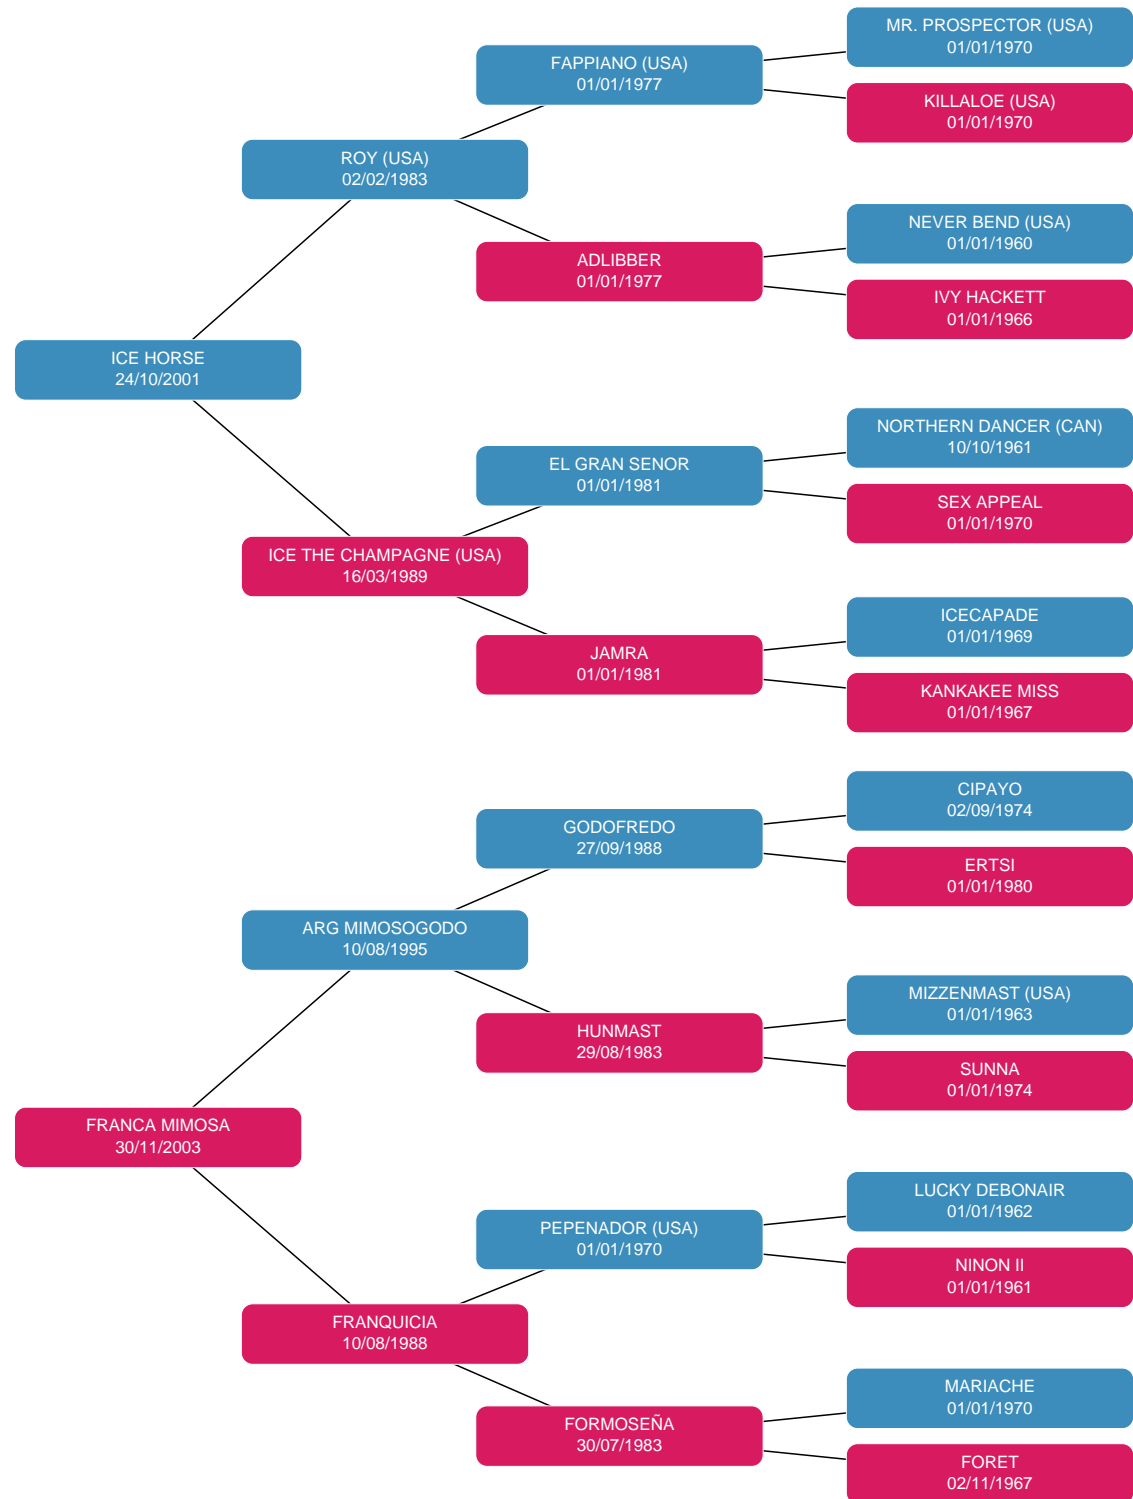 MR. PROSPECTOR (USA)
01/01/1970
FAPPIANO (USA)
01/01/1977
KILLALOE (USA)
01/01/1970
ROY (USA)
02/02/1983
NEVER BEND (USA)
01/01/1960
ADLIBBER
01/01/1977
IVY HACKETT
01/01/1966
ICE HORSE
24/10/2001
NORTHERN DANCER (CAN)
10/10/1961
EL GRAN SENOR
01/01/1981
SEX APPEAL
01/01/1970
ICE THE CHAMPAGNE (USA)
16/03/1989
ICECAPADE
01/01/1969
JAMRA
01/01/1981
KANKAKEE MISS
01/01/1967
CIPAYO
02/09/1974
GODOFREDO
27/09/1988
ERTSI
01/01/1980
ARG MIMOSOGODO
10/08/1995
MIZZENMAST (USA)
01/01/1963
HUNMAST
29/08/1983
SUNNA
01/01/1974
FRANCA MIMOSA
30/11/2003
LUCKY DEBONAIR
01/01/1962
PEPENADOR (USA)
01/01/1970
NINON II
01/01/1961
FRANQUICIA
10/08/1988
MARIACHE
01/01/1970
FORMOSEÑA
30/07/1983
FORET
02/11/1967